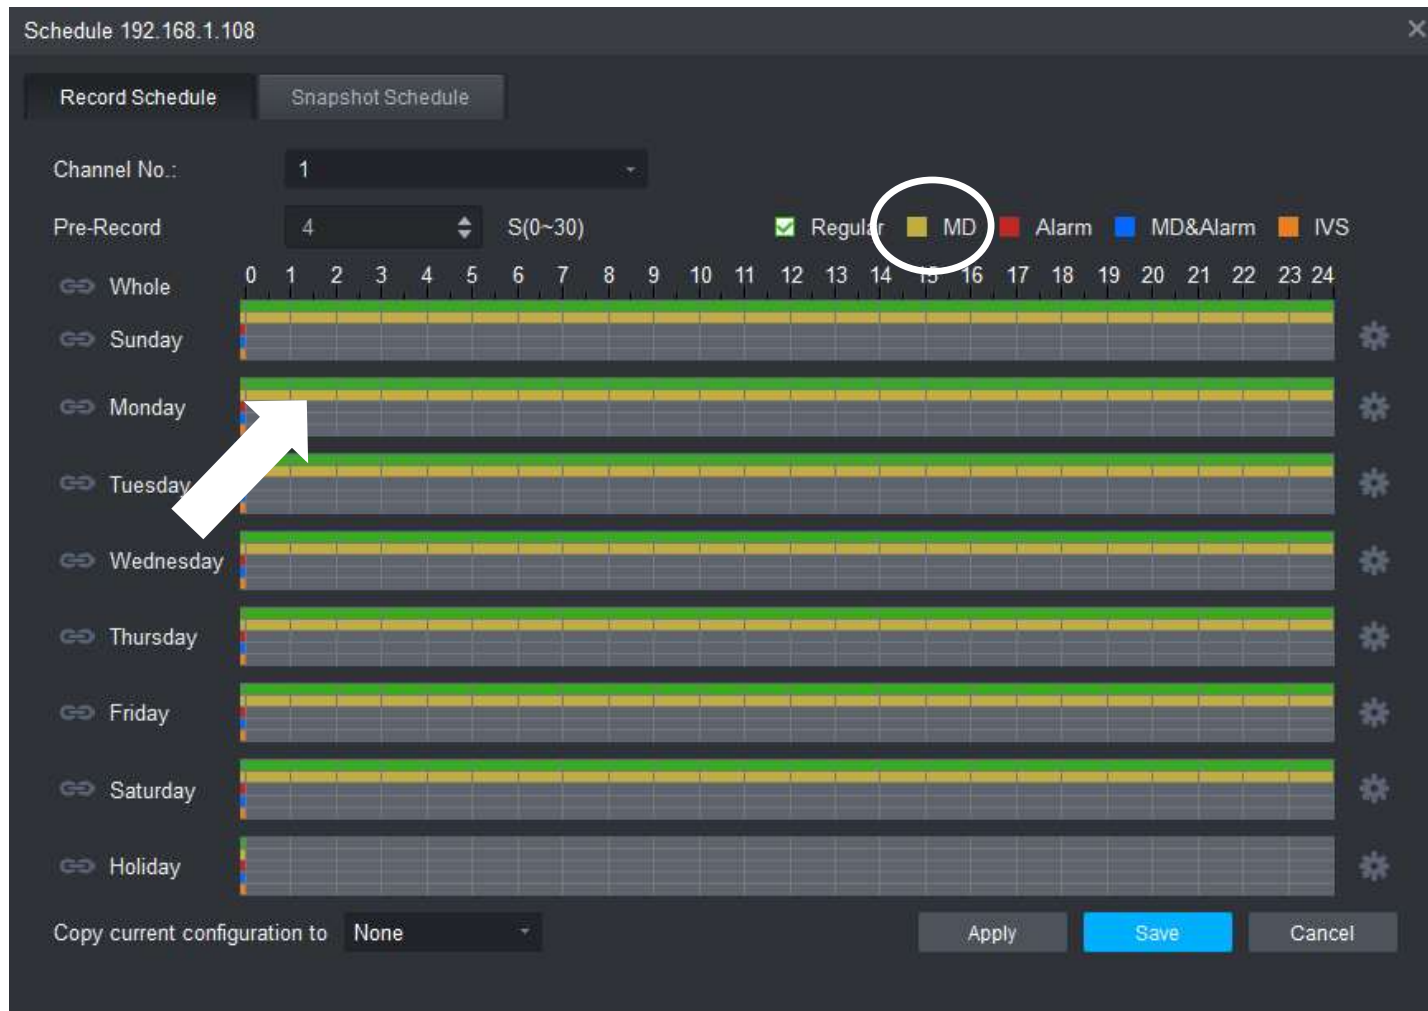 Schedule 192.168.1.108
Record Schedule Snapshot Schedule
Channel No.: 1
Pre-Record 4 S(0~30) Regular MD Alarm MD&Alarm IVS
Whole 0 1 2 3 4 5 6 7 8 9 10 11 12 13 14 15 16 17 18 19 20 21 22 23 24
Sunday
Monday
Tuesday
Wednesday
Thursday
Friday
Saturday
Holiday
Copy current configuration to None Apply Save Cancel